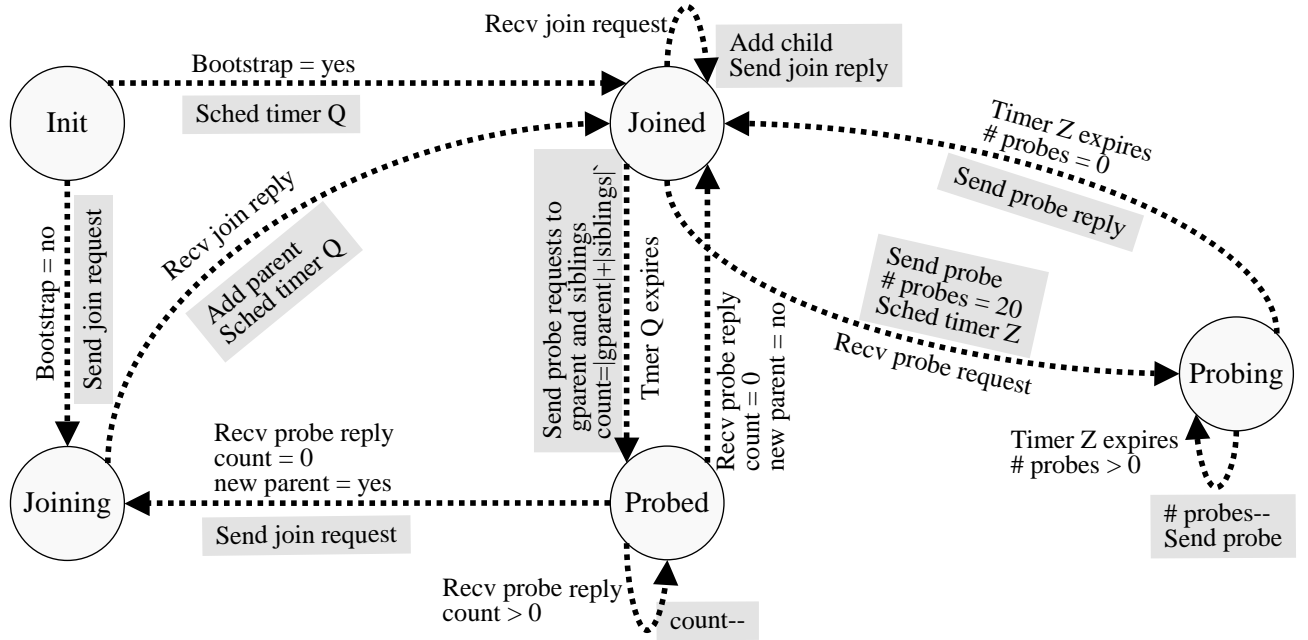 Recv join request
Add child
Send join reply
Bootstrap = yes
Sched timer Q
Init
Joined
Timer Z expires
# probes = 0
Send probe reply
Bootstrap = no
Send join request
Recv join reply
Add parent
Sched timer Q
Send probe requests to
gparent and siblings
count=|gparent|+|siblings|`
Tmer Q expires
Recv probe reply
count = 0
new parent = no
Send probe
# probes = 20
Sched timer Z
Recv probe request
Probing
Recv probe reply
count = 0
new parent = yes
Send join request
Joining
Probed
Timer Z expires
# probes > 0
# probes--
Send probe
Recv probe reply
count > 0
count--